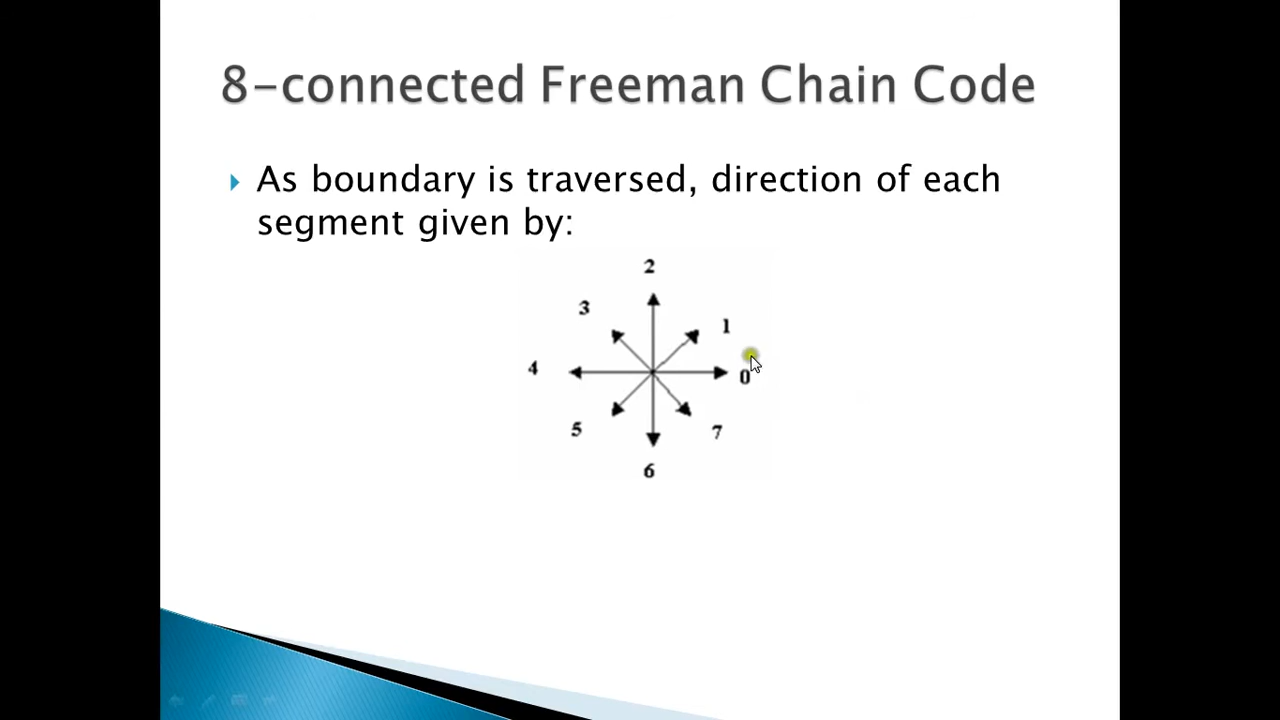 8-connected Freeman Chain Code
As boundary is traversed, direction of each
segment given by:
2
3
1
4
0
5
7
6